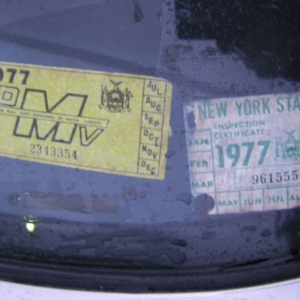 977
DMV
2343354
JUL
AUG
SEP
OCT
NOV
DEC
NEW YORK STA
INSPECTION
CERTIFICATE
JAN
FEB
MAR
1977
961555
MAY JUN JUL A